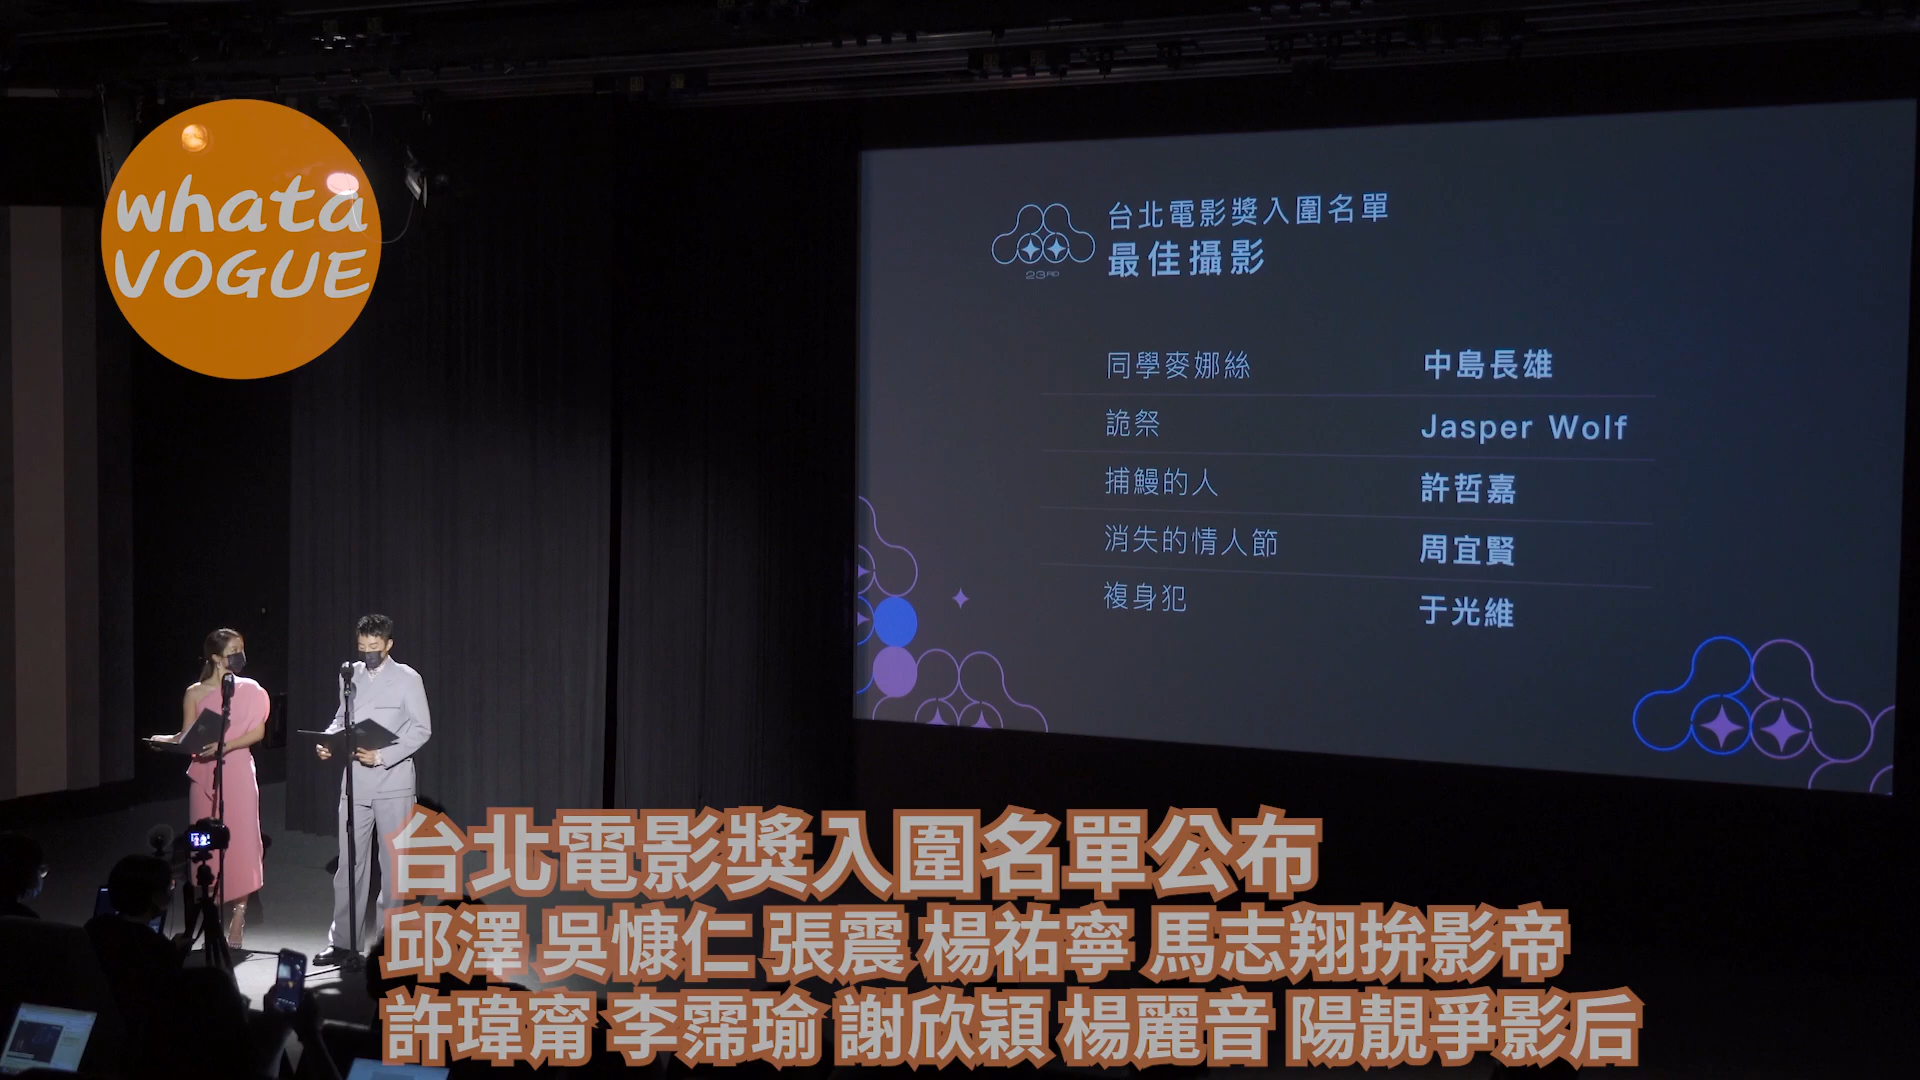 whata
VOGUE
台北電影獎入圍名單
最佳攝影
23RD
同學麥娜絲 中島長雄
詭祭 Jasper Wolf
捕鰻的人 許哲嘉
消失的情人節 周宜賢
複身犯 于光維
台北電影獎入圍名單公布
邱澤 吳慷仁 張震 楊祐寧 馬志翔拚影帝
許瑋甯 李霈瑜 謝欣穎 楊麗音 陽靚爭影后